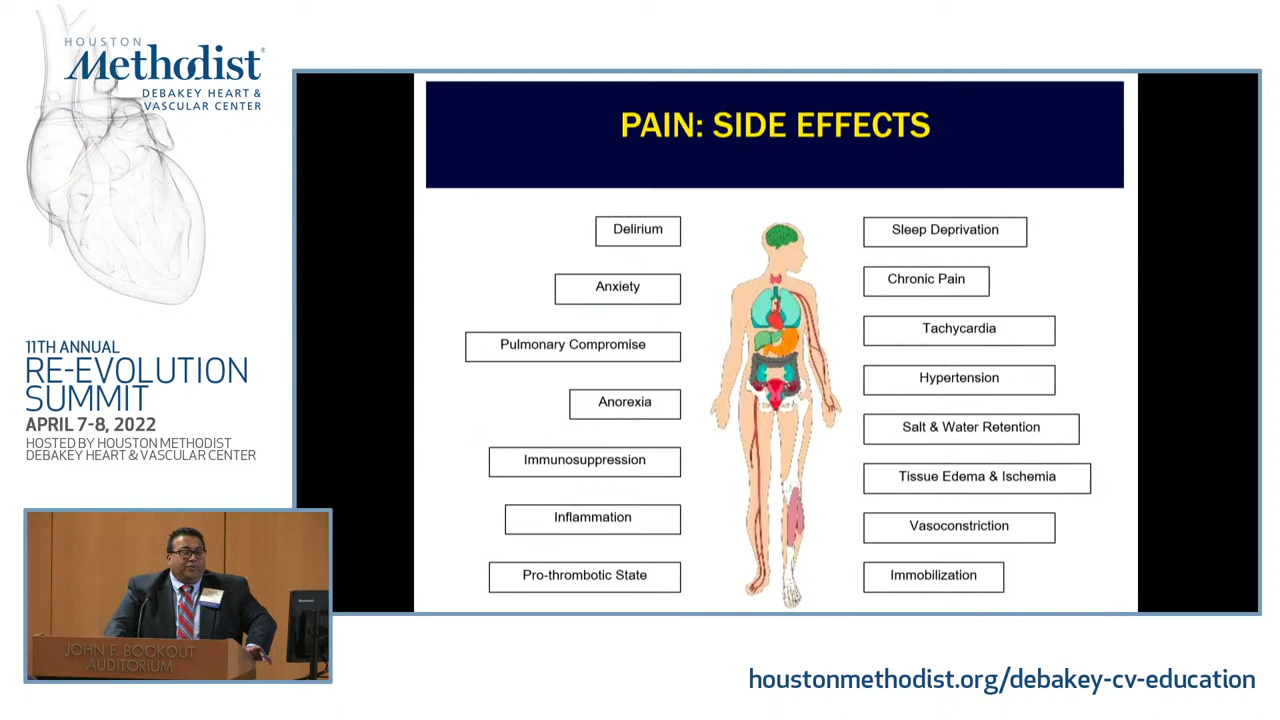 HOUSTON
Methodist®
DEBAKEY HEART &
VASCULAR CENTER
11TH ANNUAL
RE-EVOLUTION
SUMMIT
APRIL 7-8, 2022
HOSTED BY HOUSTON METHODIST
DEBAKEY HEART & VASCULAR CENTER
PAIN: SIDE EFFECTS
Delirium
Anxiety
Pulmonary Compromise
Anorexia
Immunosuppression
Inflammation
Pro-thrombotic State
Sleep Deprivation
Chronic Pain
Tachycardia
Hypertension
Salt & Water Retention
Tissue Edema & Ischemia
Vasoconstriction
Immobilization
JOHN F. BOOKOUT
AUDITORIUM
houstonmethodist.org/debakey-cv-education